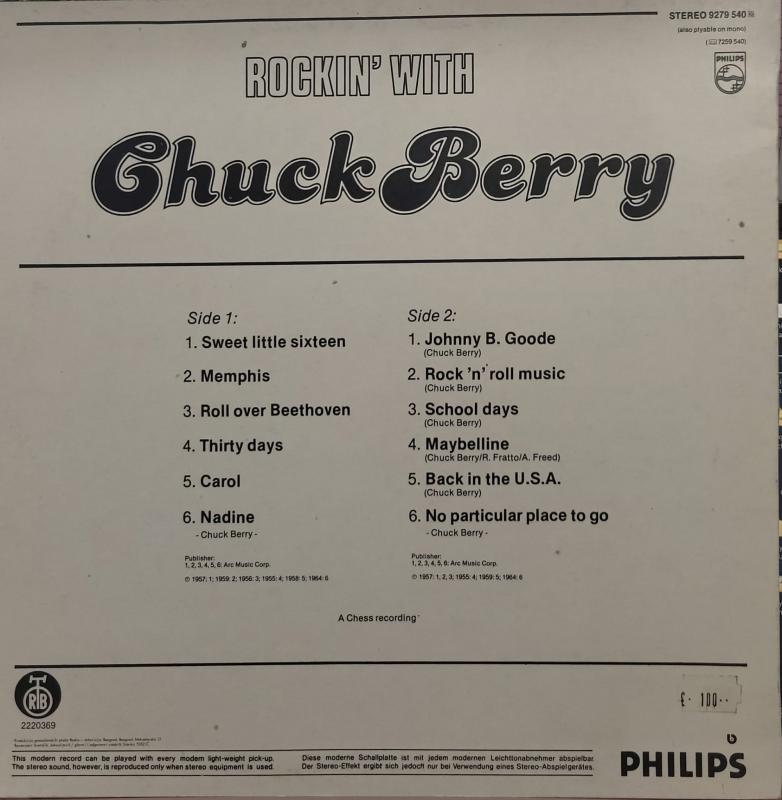 STEREO 9279 540
(also plyable on mono)
7259 540)
PHILIPS
ROCKIN' WITH
Chuck Berry
Side 1:
1. Sweet little sixteen
2. Memphis
3. Roll over Beethoven
4. Thirty days
5. Carol
6. Nadine
- Chuck Berry -
Publisher:
1, 2, 3, 4, 5, 6: Arc Music Corp.
℗ 1957: 1; 1959: 2; 1956: 3; 1955: 4; 1958: 5; 1964: 6
Side 2:
1. Johnny B. Goode
(Chuck Berry)
2. Rock 'n' roll music
(Chuck Berry)
3. School days
(Chuck Berry)
4. Maybelline
(Chuck Berry/R. Fratto/A. Freed)
5. Back in the U.S.A.
(Chuck Berry)
6. No particular place to go
- Chuck Berry -
Publisher:
1, 2, 3, 4, 5, 6: Arc Music Corp.
℗ 1957: 1, 2, 3; 1955: 4; 1959: 5; 1964: 6
A Chess recording
RTB
2220369
100
This modern record can be played with every modem light-weight pick-up.
The stereo sound, however, is reproduced only when stereo equipment is used.
Diese moderne Schallplatte ist mit jedem modernen Leichttonabnehmer abspielbar.
Der Stereo-Effekt ergibt sich jedoch nur bei Verwendung eines Stereo-Abspielgerätes.
PHILIPS